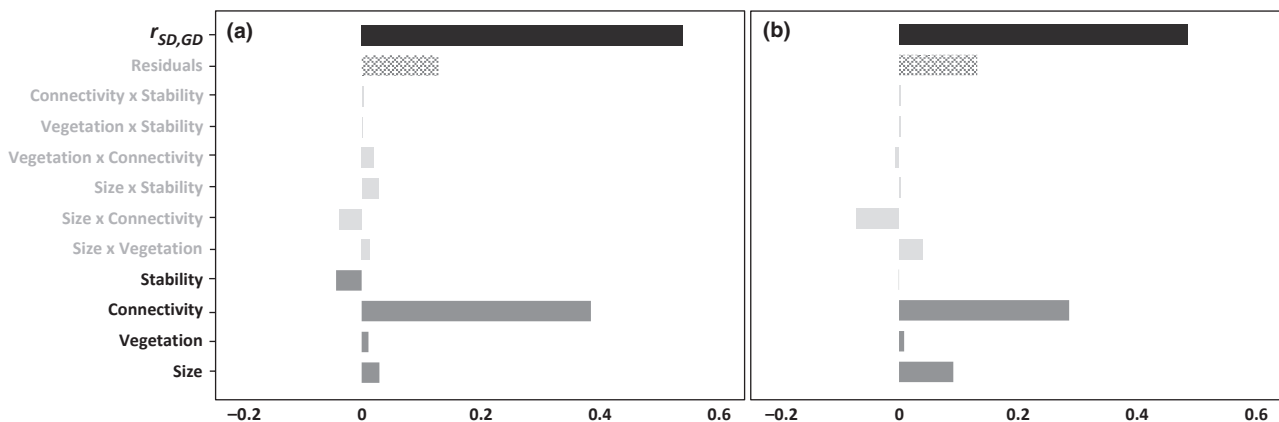 r_SD,GD (a) (b)
Residuals
Connectivity x Stability
Vegetation x Stability
Vegetation x Connectivity
Size x Stability
Size x Connectivity
Size x Vegetation
Stability
Connectivity
Vegetation
Size
–0.2 0 0.2 0.4 0.6 –0.2 0 0.2 0.4 0.6